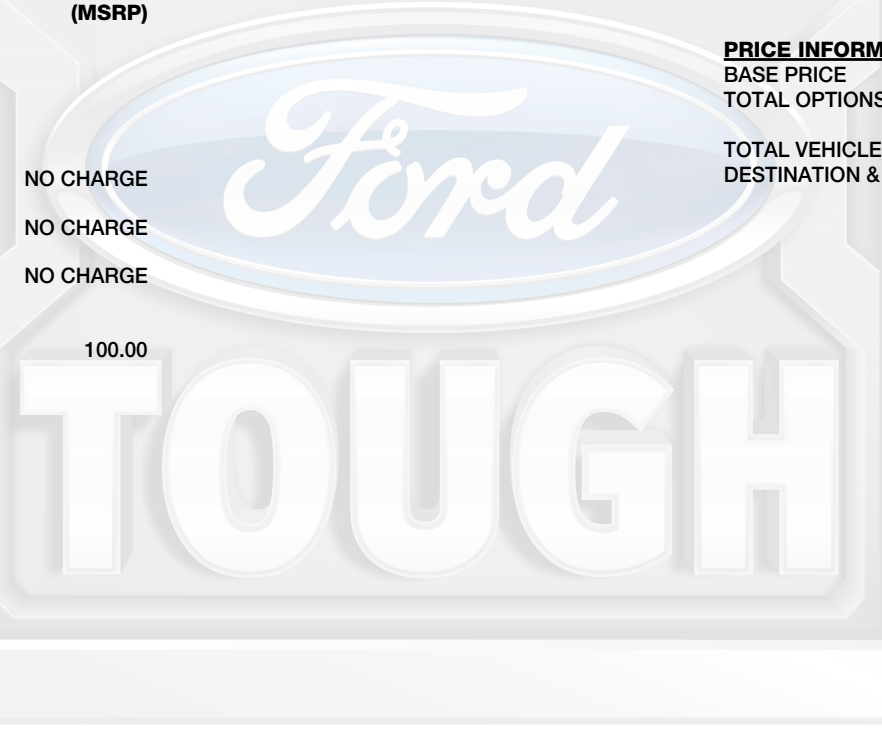 (MSRP)
NO CHARGE
NO CHARGE
NO CHARGE
100.00
PRICE INFORM
BASE PRICE
TOTAL OPTIONS
TOTAL VEHICLE
DESTINATION &
Ford
TOUGH